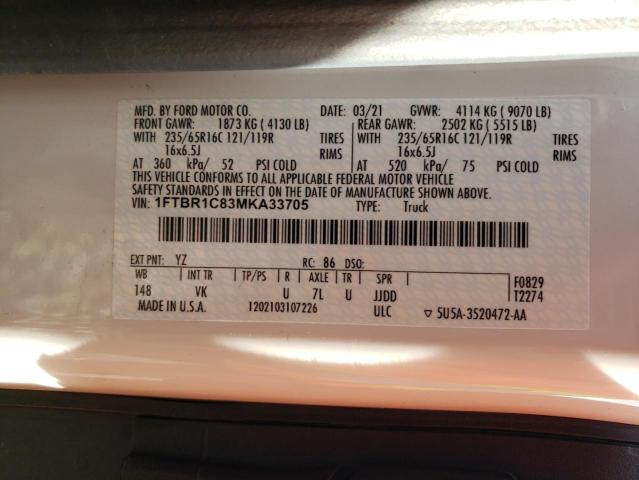 MFD. BY FORD MOTOR CO. DATE: 03/21 GVWR: 4114 KG ( 9070 LB)
FRONT GAWR: 1873 KG ( 4130 LB) REAR GAWR: 2502 KG ( 5515 LB)
WITH 235/65R16C 121/119R TIRES WITH 235/65R16C 121/119R TIRES
16x6.5J RIMS 16x6.5J RIMS
AT 360 kPa/ 52 PSI COLD AT 520 kPa/ 75 PSI COLD
THIS VEHICLE CONFORMS TO ALL APPLICABLE FEDERAL MOTOR VEHICLE
SAFETY STANDARDS IN EFFECT ON THE DATE OF MANUFACTURE SHOWN ABOVE.
VIN: 1FTBR1C83MKA33705 TYPE: Truck
EXT PNT: YZ RC: 86 DSO:
WB INT TR TP/PS R AXLE TR SPR F0829
148 VK U 7L U JJDD T2274
MADE IN U.S.A. 1202103107226 ULC ▽ 5U5A-3520472-AA